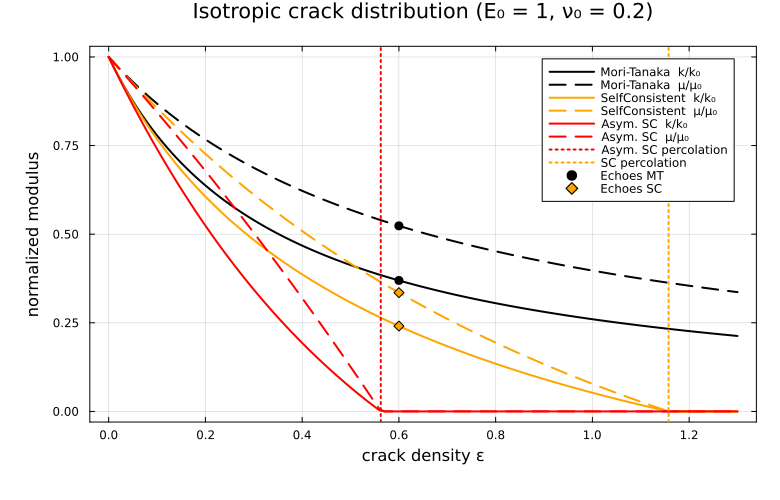 Isotropic crack distribution (E₀ = 1, ν₀ = 0.2)
normalized modulus
1.00
0.75
0.50
0.25
0.00
Mori-Tanaka k/k₀
Mori-Tanaka μ/μ₀
SelfConsistent k/k₀
SelfConsistent μ/μ₀
Asym. SC k/k₀
Asym. SC μ/μ₀
Asym. SC percolation
SC percolation
Echoes MT
Echoes SC
0.0 0.2 0.4 0.6 0.8 1.0 1.2
crack density ε